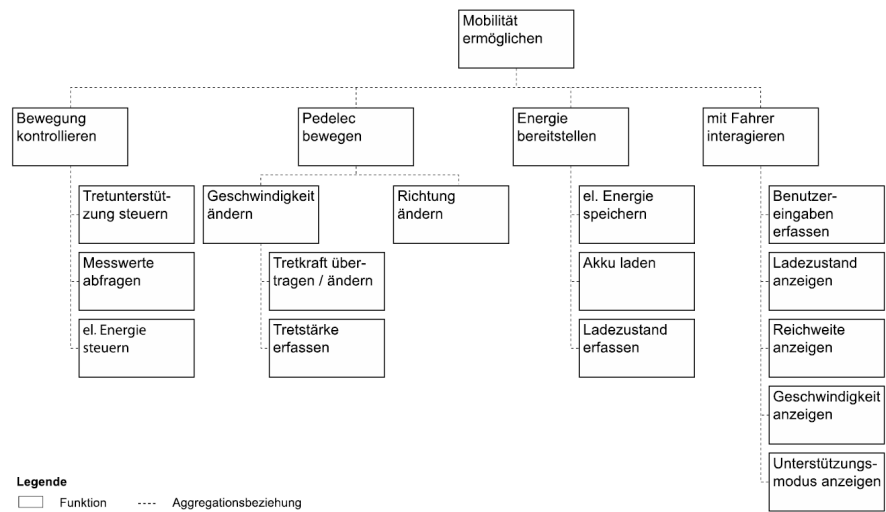 Mobilität
ermöglichen
Bewegung
kontrollieren
Pedelec
bewegen
Energie
bereitstellen
mit Fahrer
interagieren
Tretunterstüt-
zung steuern
Geschwindigkeit
ändern
Richtung
ändern
el. Energie
speichern
Benutzer-
eingaben
erfassen
Messwerte
abfragen
Tretkraft über-
tragen / ändern
Akku laden
Ladezustand
anzeigen
el. Energie
steuern
Tretstärke
erfassen
Ladezustand
erfassen
Reichweite
anzeigen
Geschwindigkeit
anzeigen
Unterstützungs-
modus anzeigen
Legende
Funktion
Aggregationsbeziehung